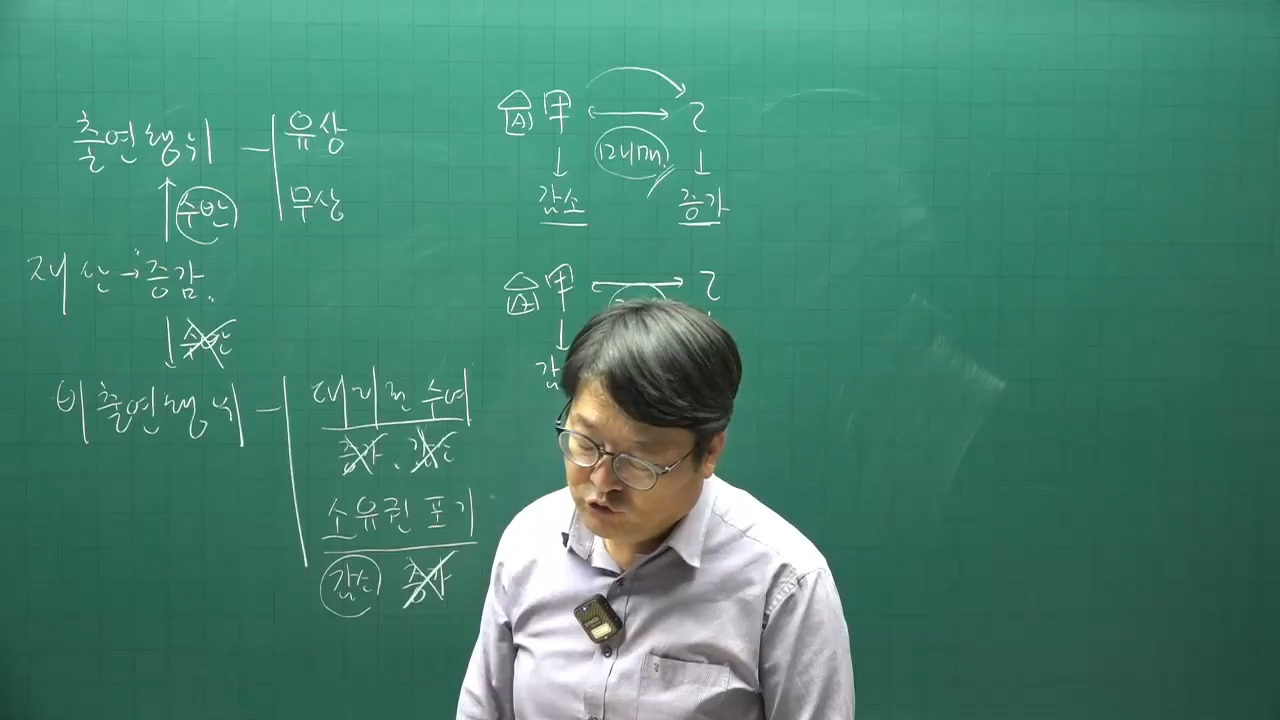 출연행위 유상
무상
수반
재산→증감.
수반
비출연행위 대리권 수여
증가. 감소
소유권 포기
감소 증가
A 甲 乙
매매
감소 증가
A 甲 乙
감